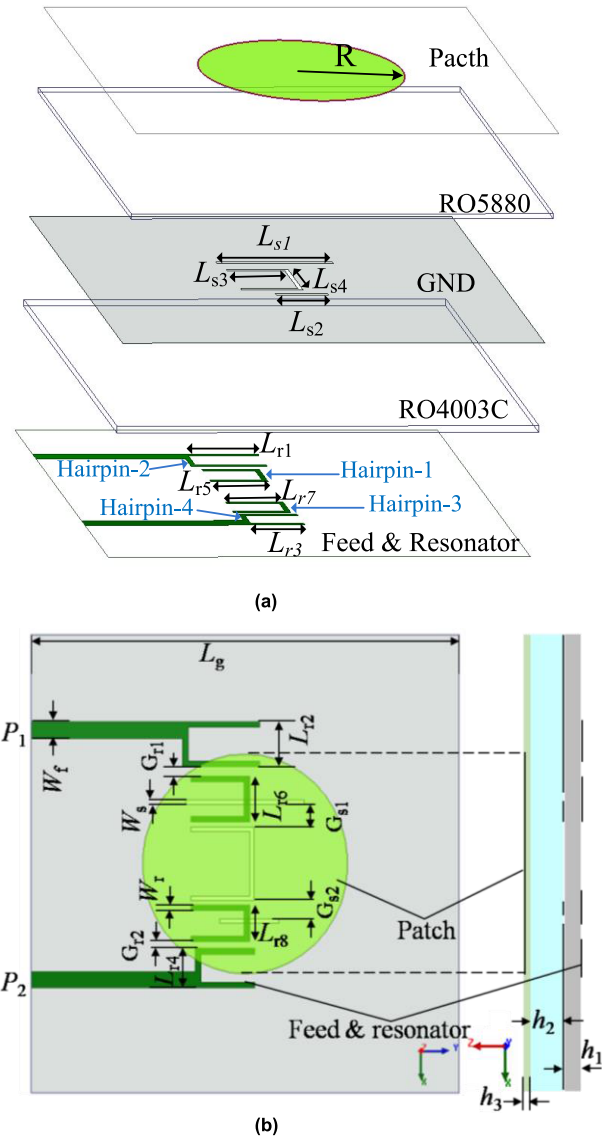 R
Pacth
RO5880
Ls1
Ls3
Ls4
GND
Ls2
RO4003C
Lr1
Hairpin-2
Hairpin-1
Lr5
Lr7
Hairpin-4
Hairpin-3
Lr3
Feed & Resonator
(a)
Lg
P1
Wf
Lr2
Gr1
Ws
Lr6
Gs1
Wr
Gs2
Gr2
Lr4
Lr8
Patch
P2
Feed & resonator
Z
Y
X
Z
Y
X
h2
h1
h3
(b)